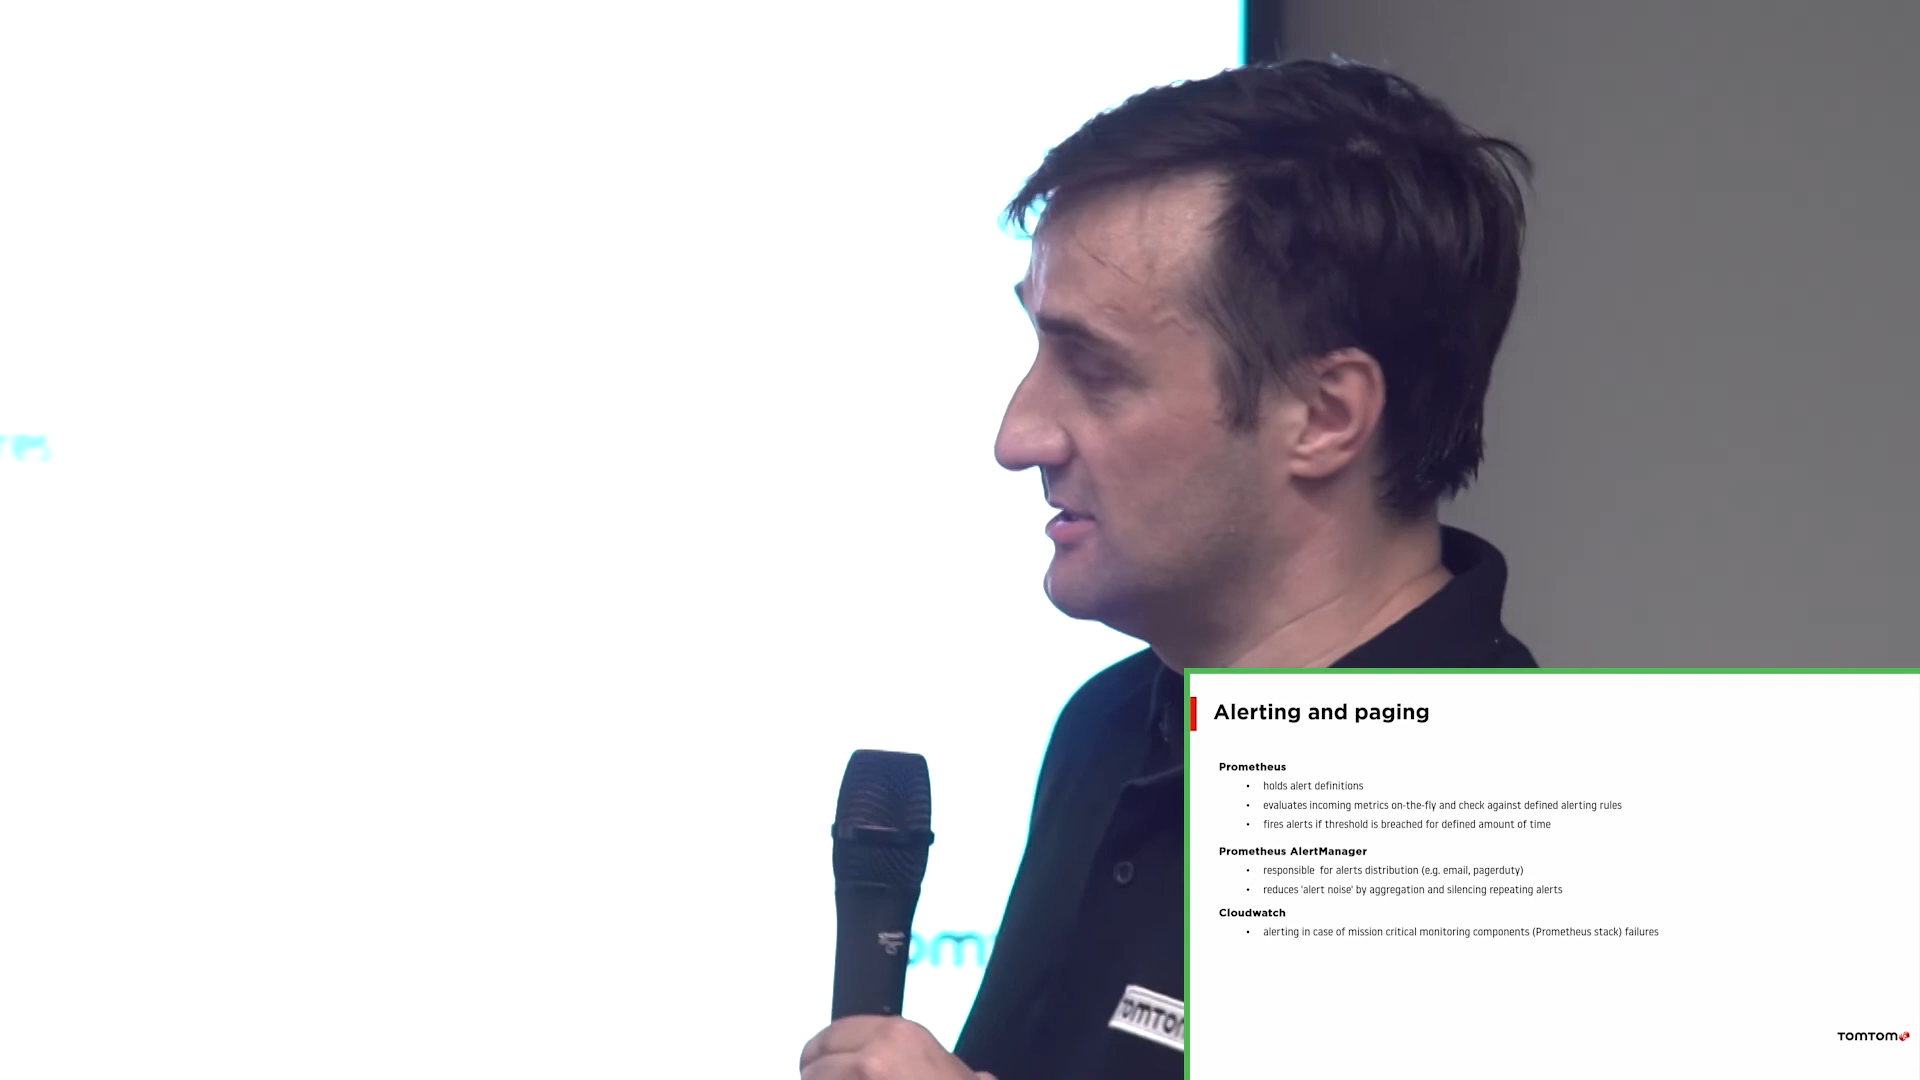 res
om
TOMTO
Alerting and paging
Prometheus
• holds alert definitions
• evaluates incoming metrics on-the-fly and check against defined alerting rules
• fires alerts if threshold is breached for defined amount of time
Prometheus AlertManager
• responsible for alerts distribution (e.g. email, pagerduty)
• reduces 'alert noise' by aggregation and silencing repeating alerts
Cloudwatch
• alerting in case of mission critical monitoring components (Prometheus stack) failures
TOMTOM